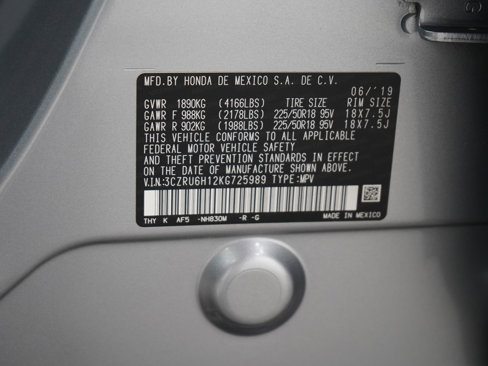 MFD.BY HONDA DE MEXICO S.A. DE C.V.
06/'19
GVWR 1890KG (4166LBS) TIRE SIZE RIM SIZE
GAWR F 988KG (2178LBS) 225/50R18 95V 18X7.5J
GAWR R 902KG (1988LBS) 225/50R18 95V 18X7.5J
THIS VEHICLE CONFORMS TO ALL APPLICABLE
FEDERAL MOTOR VEHICLE SAFETY
AND THEFT PREVENTION STANDARDS IN EFFECT
ON THE DATE OF MANUFACTURE SHOWN ABOVE.
V.I.N:3CZRU6H12KG725989 TYPE:MPV
THY K AF5 -NH830M -R -G MADE IN MEXICO